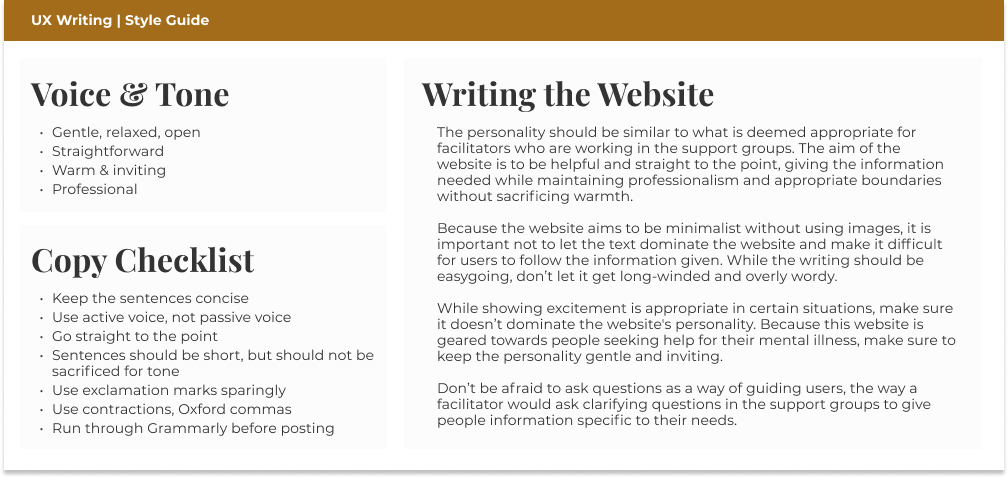 UX Writing | Style Guide
Voice & Tone
• Gentle, relaxed, open
• Straightforward
• Warm & inviting
• Professional
Copy Checklist
• Keep the sentences concise
• Use active voice, not passive voice
• Go straight to the point
• Sentences should be short, but should not be
sacrificed for tone
• Use exclamation marks sparingly
• Use contractions, Oxford commas
• Run through Grammarly before posting
Writing the Website
The personality should be similar to what is deemed appropriate for
facilitators who are working in the support groups. The aim of the
website is to be helpful and straight to the point, giving the information
needed while maintaining professionalism and appropriate boundaries
without sacrificing warmth.
Because the website aims to be minimalist without using images, it is
important not to let the text dominate the website and make it difficult
for users to follow the information given. While the writing should be
easygoing, don’t let it get long-winded and overly wordy.
While showing excitement is appropriate in certain situations, make sure
it doesn’t dominate the website's personality. Because this website is
geared towards people seeking help for their mental illness, make sure to
keep the personality gentle and inviting.
Don’t be afraid to ask questions as a way of guiding users, the way a
facilitator would ask clarifying questions in the support groups to give
people information specific to their needs.